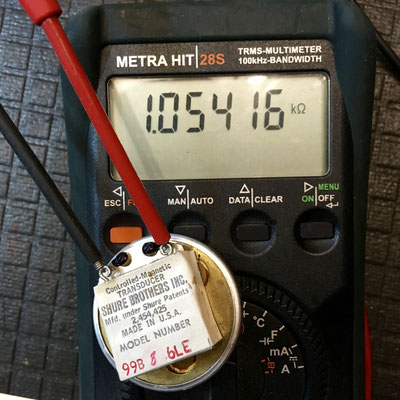 METRA HIT 28S
TRMS-MULTIMETER
100kHz-BANDWIDTH
1.05416 kΩ
ESC
MAN AUTO
DATA CLEAR
MENU
ON OFF
°C
°F
mA
A
Controlled-Magnetic
TRANSDUCER
SHURE BROTHERS INC.
Mfd. under Shure Patents
2,454,425
MADE IN U.S.A.
MODEL NUMBER
99B 8 6LE